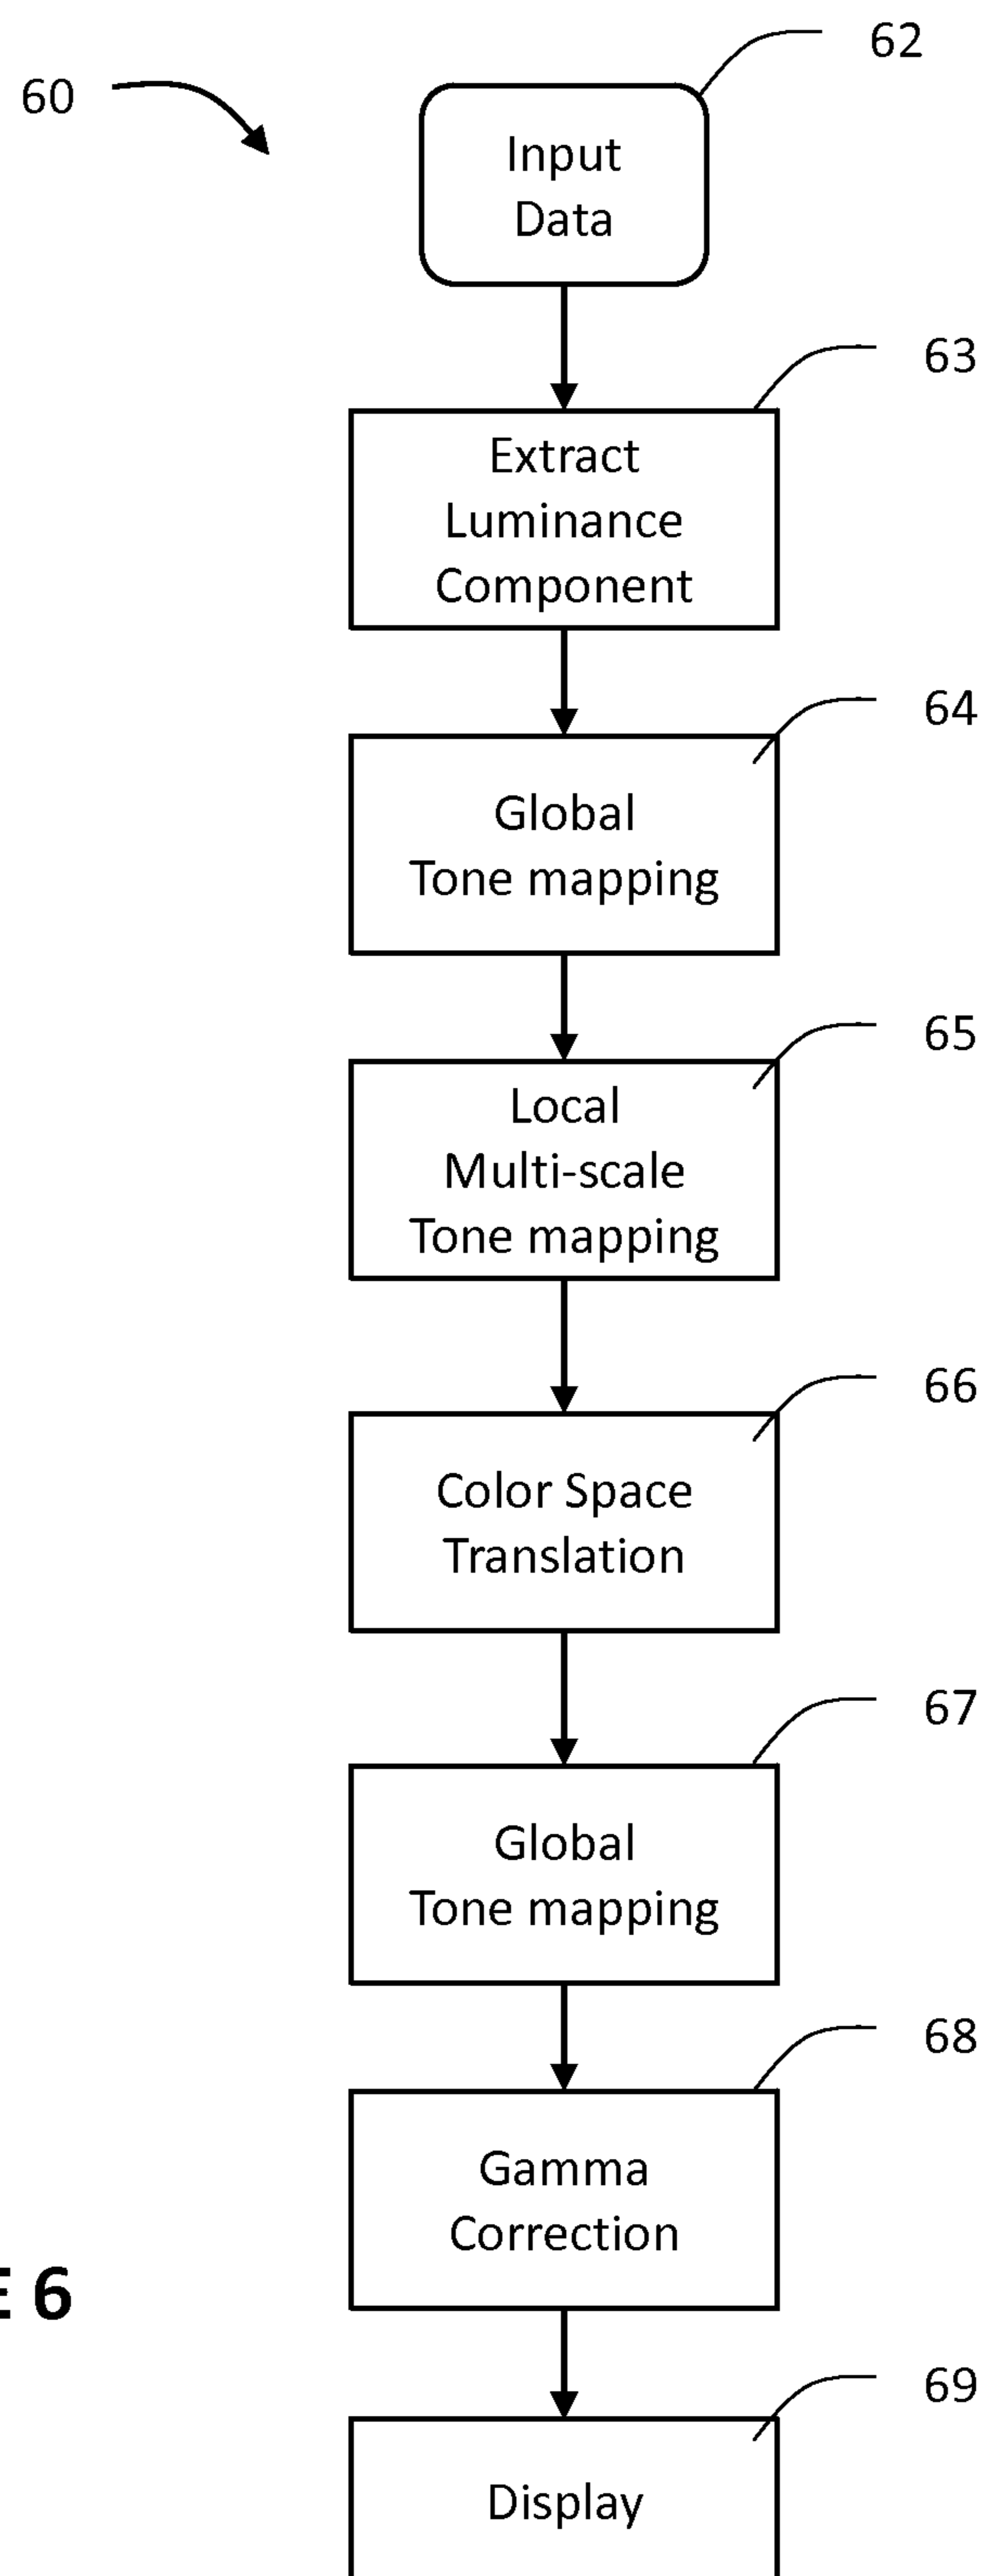 62
60
Input
Data
63
Extract
Luminance
Component
64
Global
Tone mapping
65
Local
Multi-scale
Tone mapping
66
Color Space
Translation
67
Global
Tone mapping
68
Gamma
Correction
E 6
69
Display